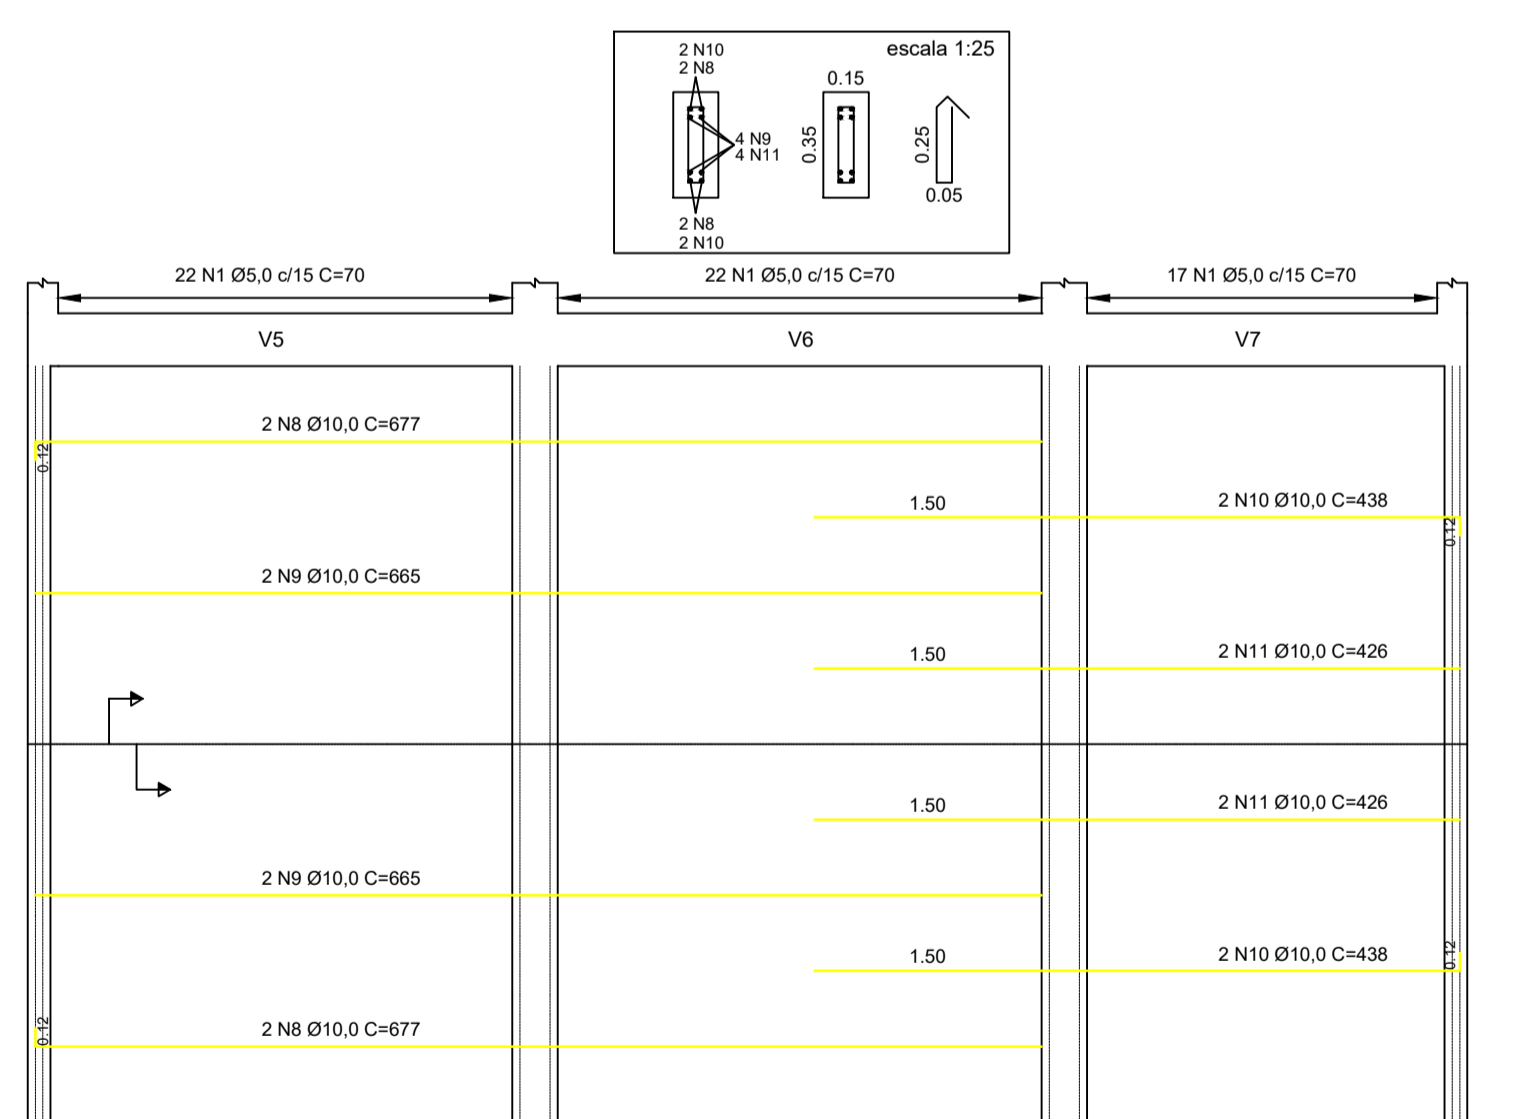 2 N10
2 N8
escala 1:25
0.15
4 N9
4 N11
0.35
0.25
0.05
2 N8
2 N10
22 N1 Ø5,0 c/15 C=70
22 N1 Ø5,0 c/15 C=70
17 N1 Ø5,0 c/15 C=70
V5
V6
V7
2 N8 Ø10,0 C=677
0.12
1.50
2 N10 Ø10,0 C=438
0.12
2 N9 Ø10,0 C=665
1.50
2 N11 Ø10,0 C=426
1.50
2 N11 Ø10,0 C=426
2 N9 Ø10,0 C=665
1.50
2 N10 Ø10,0 C=438
0.12
2 N8 Ø10,0 C=677
0.12